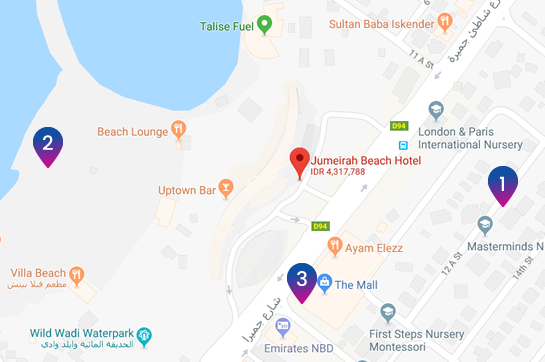 Talise Fuel
Sultan Baba Iskender
شارع شاطئ جميرة
11 A St
D94
Beach Lounge
London & Paris
International Nursery
2
Jumeirah Beach Hotel
IDR 4,317,788
Uptown Bar
1
D94
Masterminds N
Ayam Elezz
12 A St
14th St
Villa Beach
مطعم فيلا بيتش
3
The Mall
شارع جميرا
Wild Wadi Waterpark
الحديقة المائية وايلد وادي
First Steps Nursery
Montessori
Emirates NBD